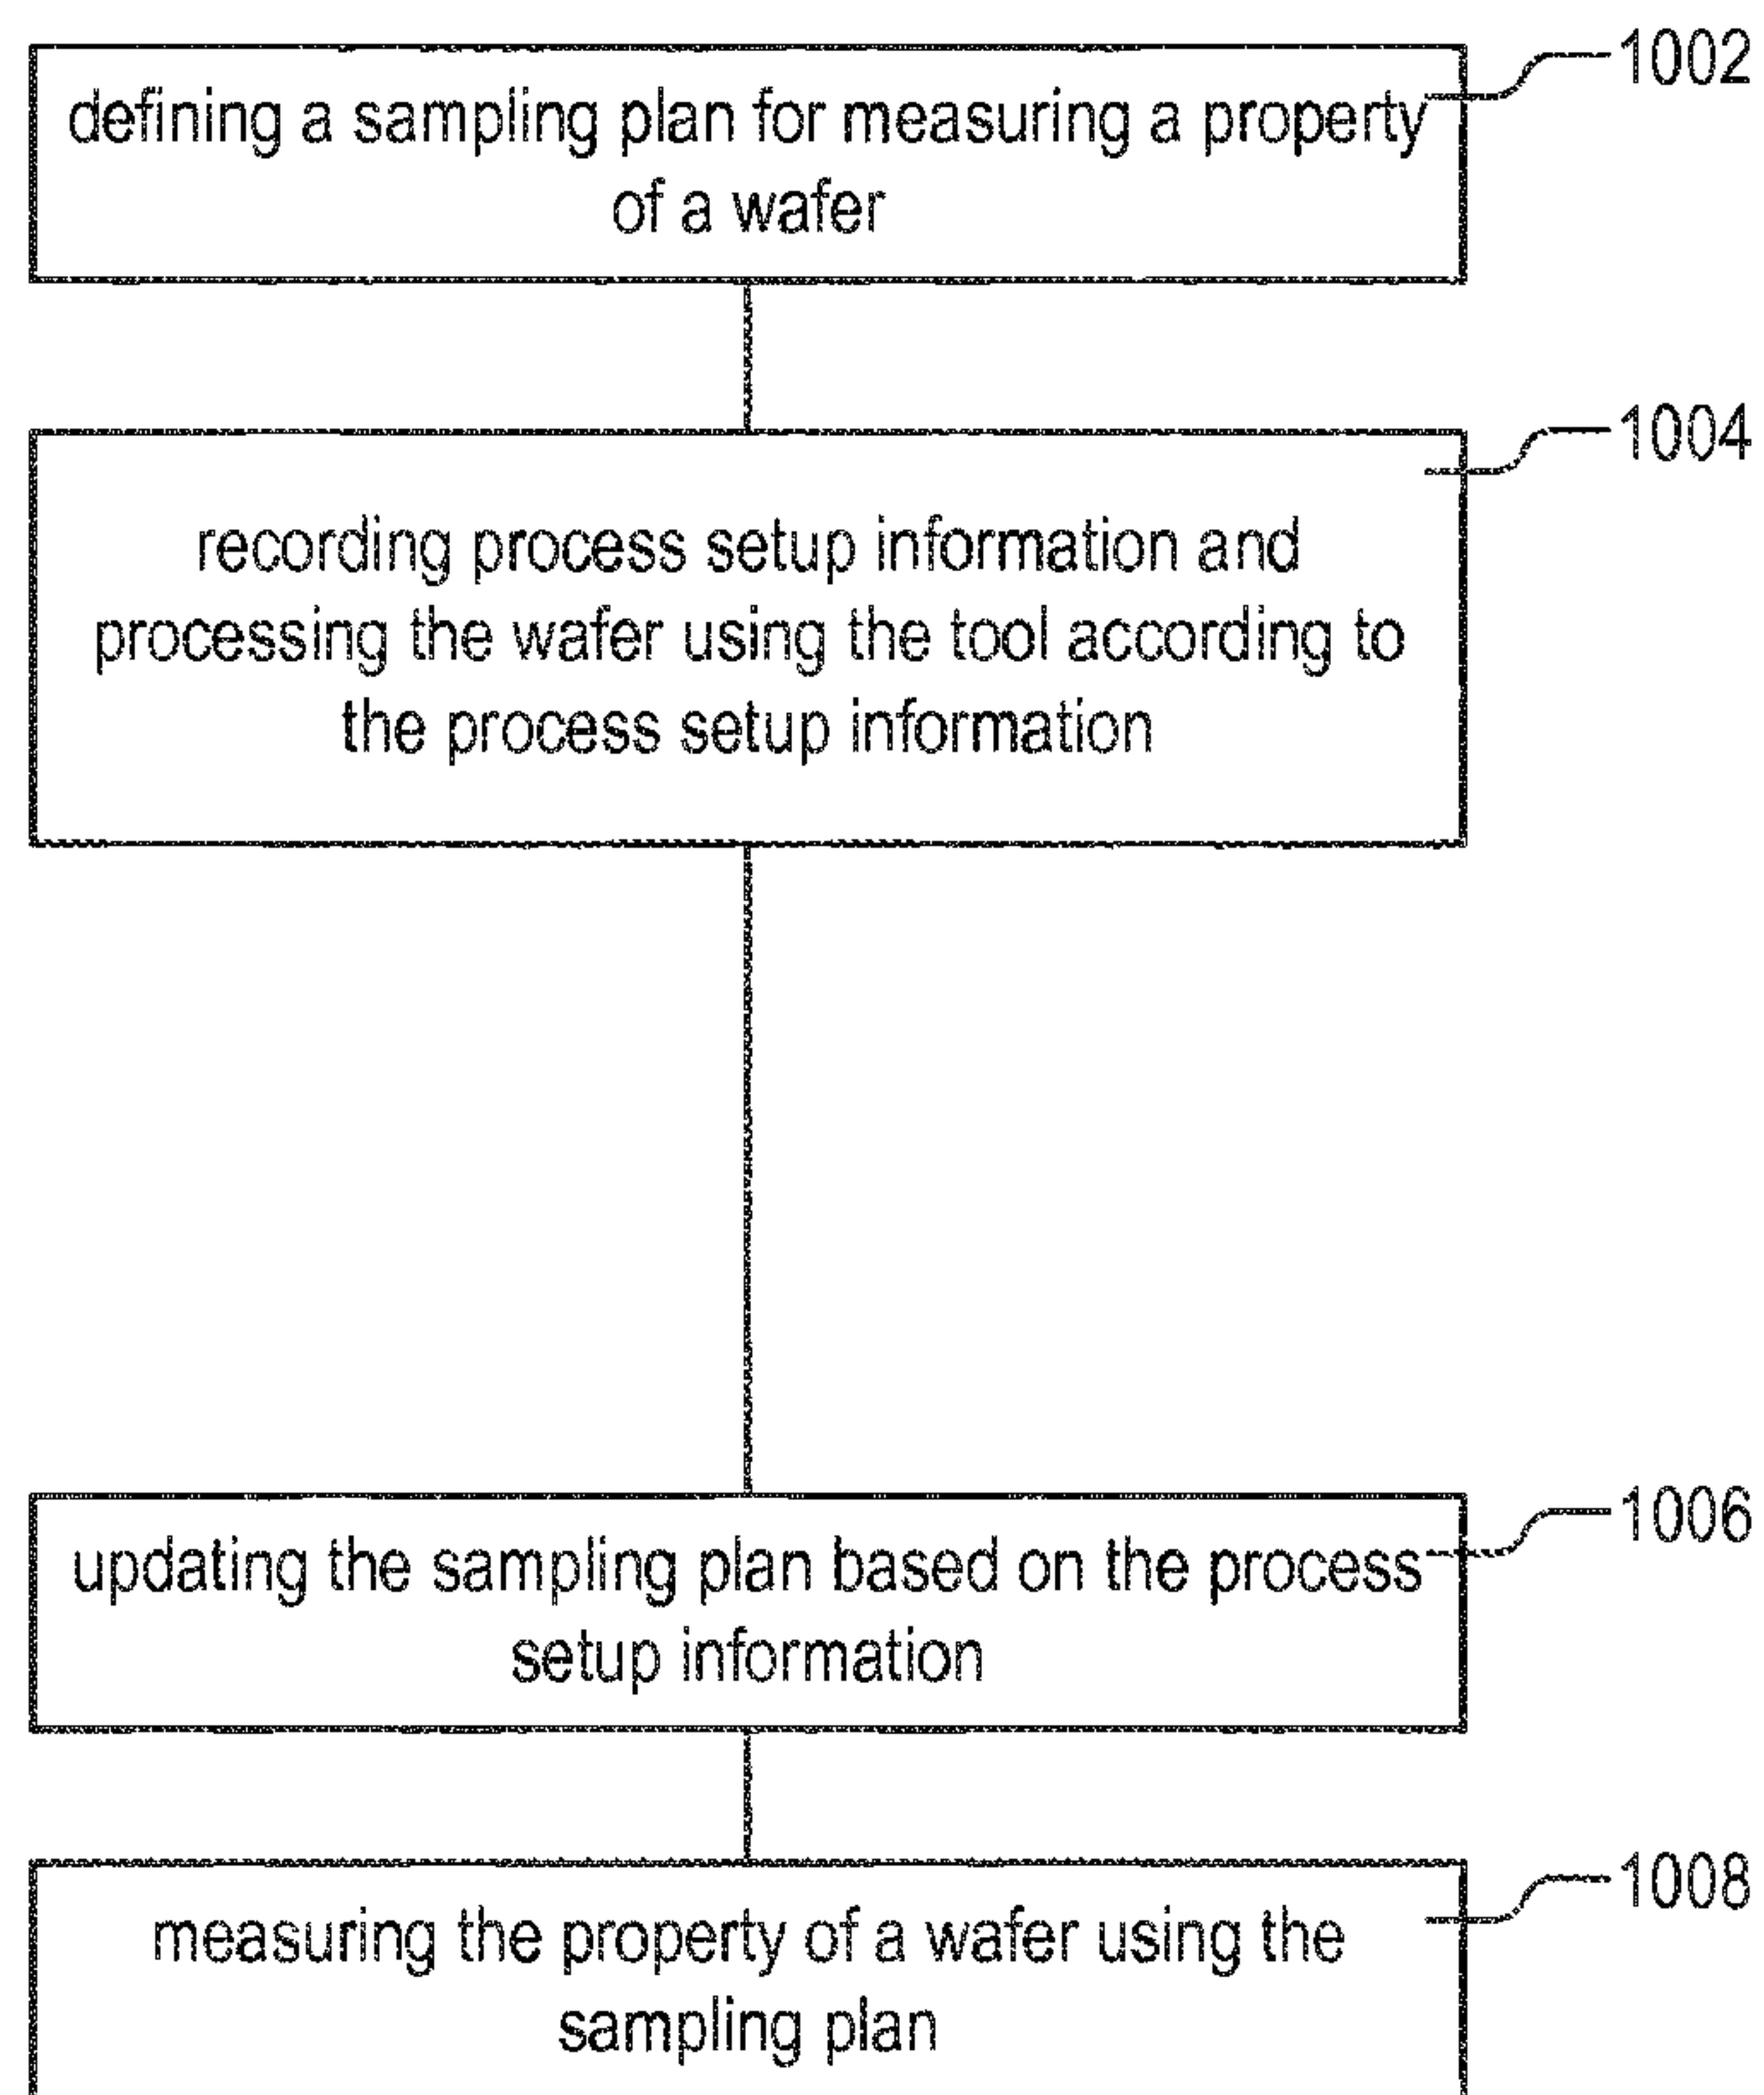 1002
defining a sampling plan for measuring a property
of a wafer
1004
recording process setup information and
processing the wafer using the tool according to
the process setup information
1006
updating the sampling plan based on the process
setup information
1008
measuring the property of a wafer using the
sampling plan